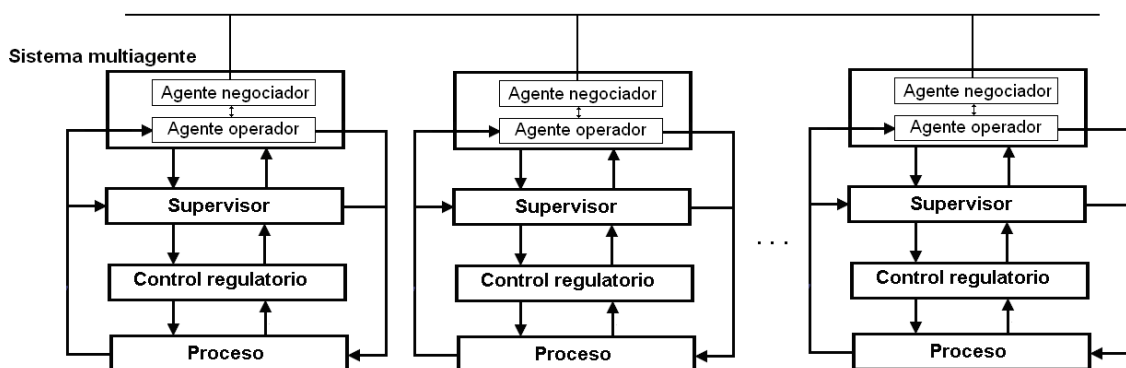 Sistema multiagente
Agente negociador
Agente operador
Supervisor
Control regulatorio
Proceso
Agente negociador
Agente operador
Supervisor
Control regulatorio
Proceso
. . .
Agente negociador
Agente operador
Supervisor
Control regulatorio
Proceso